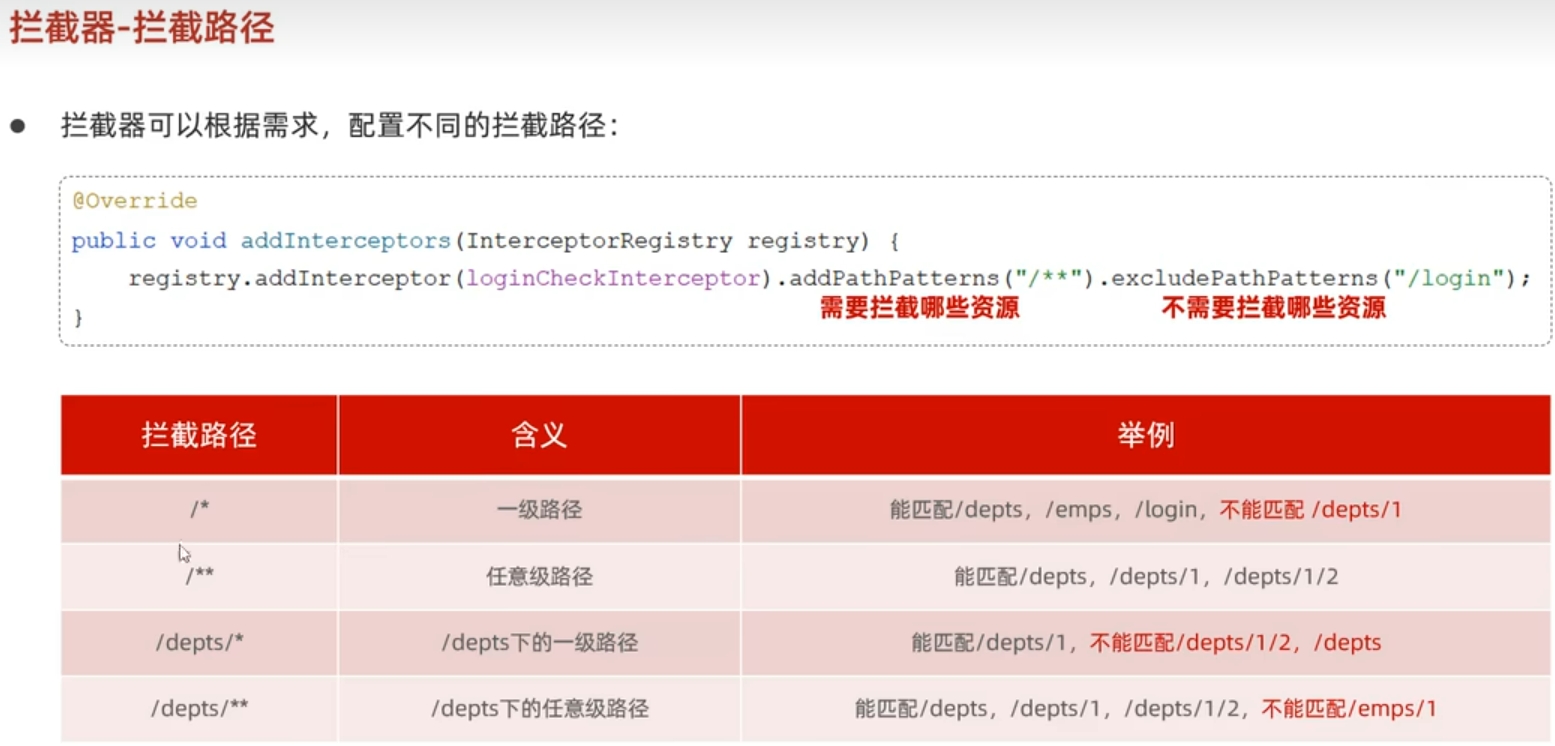 拦截器-拦截路径
● 拦截器可以根据需求，配置不同的拦截路径：
@Override
public void addInterceptors(InterceptorRegistry registry) {
registry.addInterceptor(loginCheckInterceptor).addPathPatterns("/**").excludePathPatterns("/login");
需要拦截哪些资源 不需要拦截哪些资源
}
拦截路径 含义 举例
/* 一级路径 能匹配/depts，/emps，/login，不能匹配 /depts/1
/** 任意级路径 能匹配/depts，/depts/1，/depts/1/2
/depts/* /depts下的一级路径 能匹配/depts/1，不能匹配/depts/1/2，/depts
/depts/** /depts下的任意级路径 能匹配/depts，/depts/1，/depts/1/2，不能匹配/emps/1